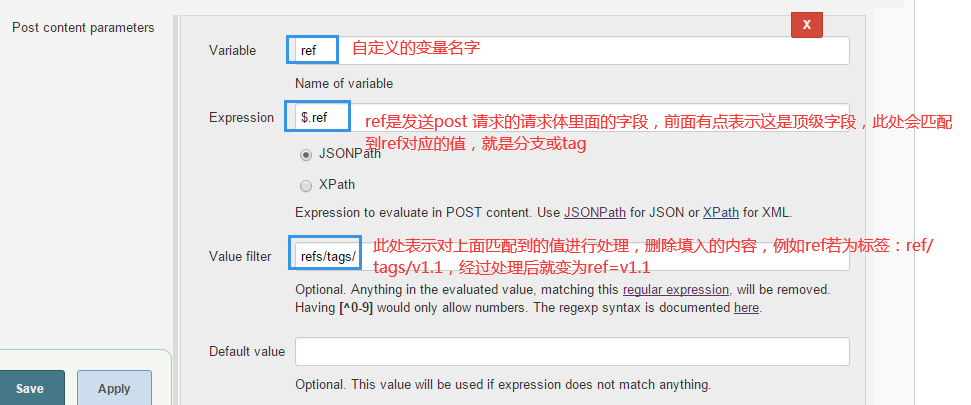 Post content parameters
X
Variable
ref
自定义的变量名字
Name of variable
Expression
$.ref
ref是发送post 请求的请求体里面的字段，前面有点表示这是顶级字段，此处会匹配
到ref对应的值，就是分支或tag
JSONPath
XPath
Expression to evaluate in POST content. Use JSONPath for JSON or XPath for XML.
Value filter
refs/tags/
此处表示对上面匹配到的值进行处理，删除填入的内容，例如ref若为标签：ref/
tags/v1.1，经过处理后就变为ref=v1.1
Optional. Anything in the evaluated value, matching this regular expression, will be removed.
Having [^0-9] would only allow numbers. The regexp syntax is documented here.
Default value
Optional. This value will be used if expression does not match anything.
Save
Apply